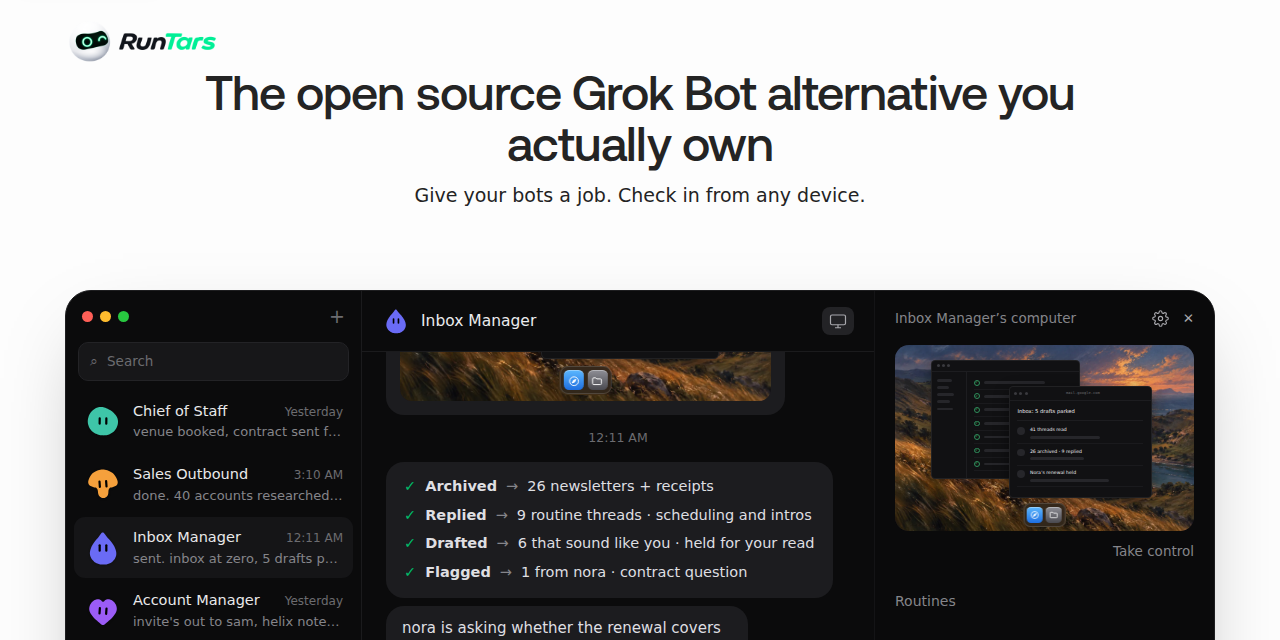 RunTars
The open source Grok Bot alternative you
actually own
Give your bots a job. Check in from any device.
Search
Chief of Staff Yesterday
venue booked, contract sent f…
Sales Outbound 3:10 AM
done. 40 accounts researched…
Inbox Manager 12:11 AM
sent. inbox at zero, 5 drafts p…
Account Manager Yesterday
invite's out to sam, helix note…
Inbox Manager
12:11 AM
✓ Archived → 26 newsletters + receipts
✓ Replied → 9 routine threads · scheduling and intros
✓ Drafted → 6 that sound like you · held for your read
✓ Flagged → 1 from nora · contract question
nora is asking whether the renewal covers
Inbox Manager’s computer
mail.google.com
Inbox: 5 drafts parked
41 threads read
26 archived · 9 replied
Nora's renewal held
Take control
Routines